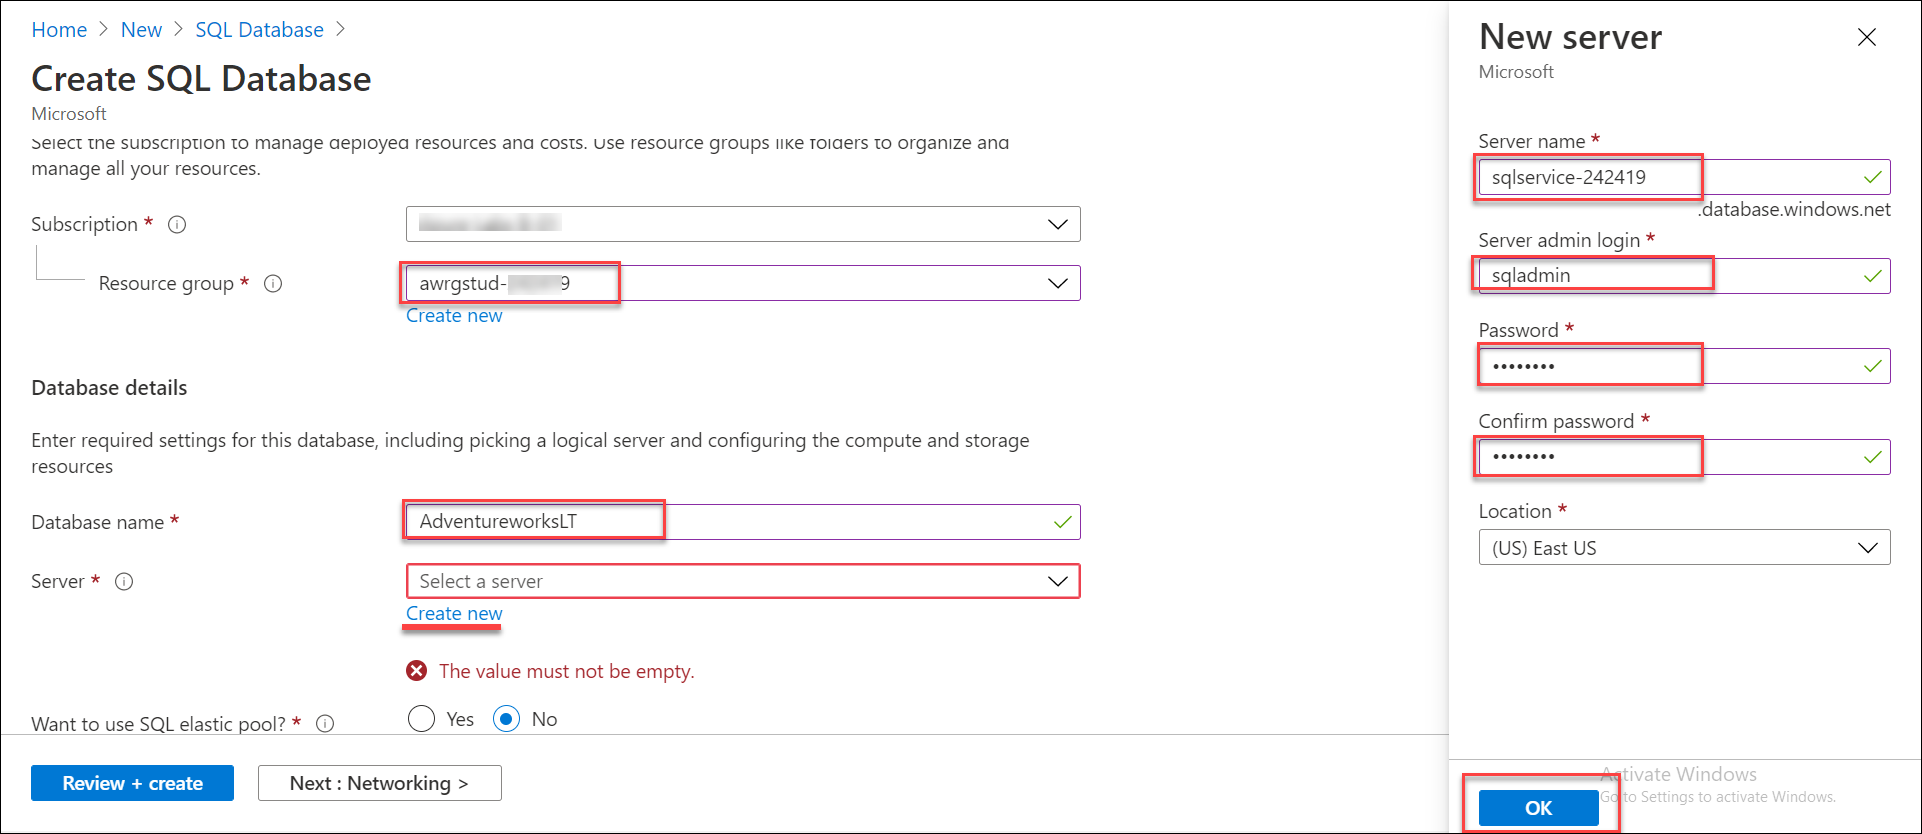 Home > New > SQL Database >
Create SQL Database
Microsoft
Select the subscription to manage deployed resources and costs. Use resource groups like folders to organize and
manage all your resources.
Subscription *
Resource group *
awrgstud-
9
Create new
Database details
Enter required settings for this database, including picking a logical server and configuring the compute and storage
resources
Database name *
AdventureworksLT
Server *
Select a server
Create new
The value must not be empty.
Want to use SQL elastic pool? *
Yes
No
Review + create
Next : Networking >
New server
Microsoft
Server name *
sqlservice-242419
.database.windows.net
Server admin login *
sqladmin
Password *
••••••••
Confirm password *
••••••••
Location *
(US) East US
Activate Windows
Go to Settings to activate Windows.
OK